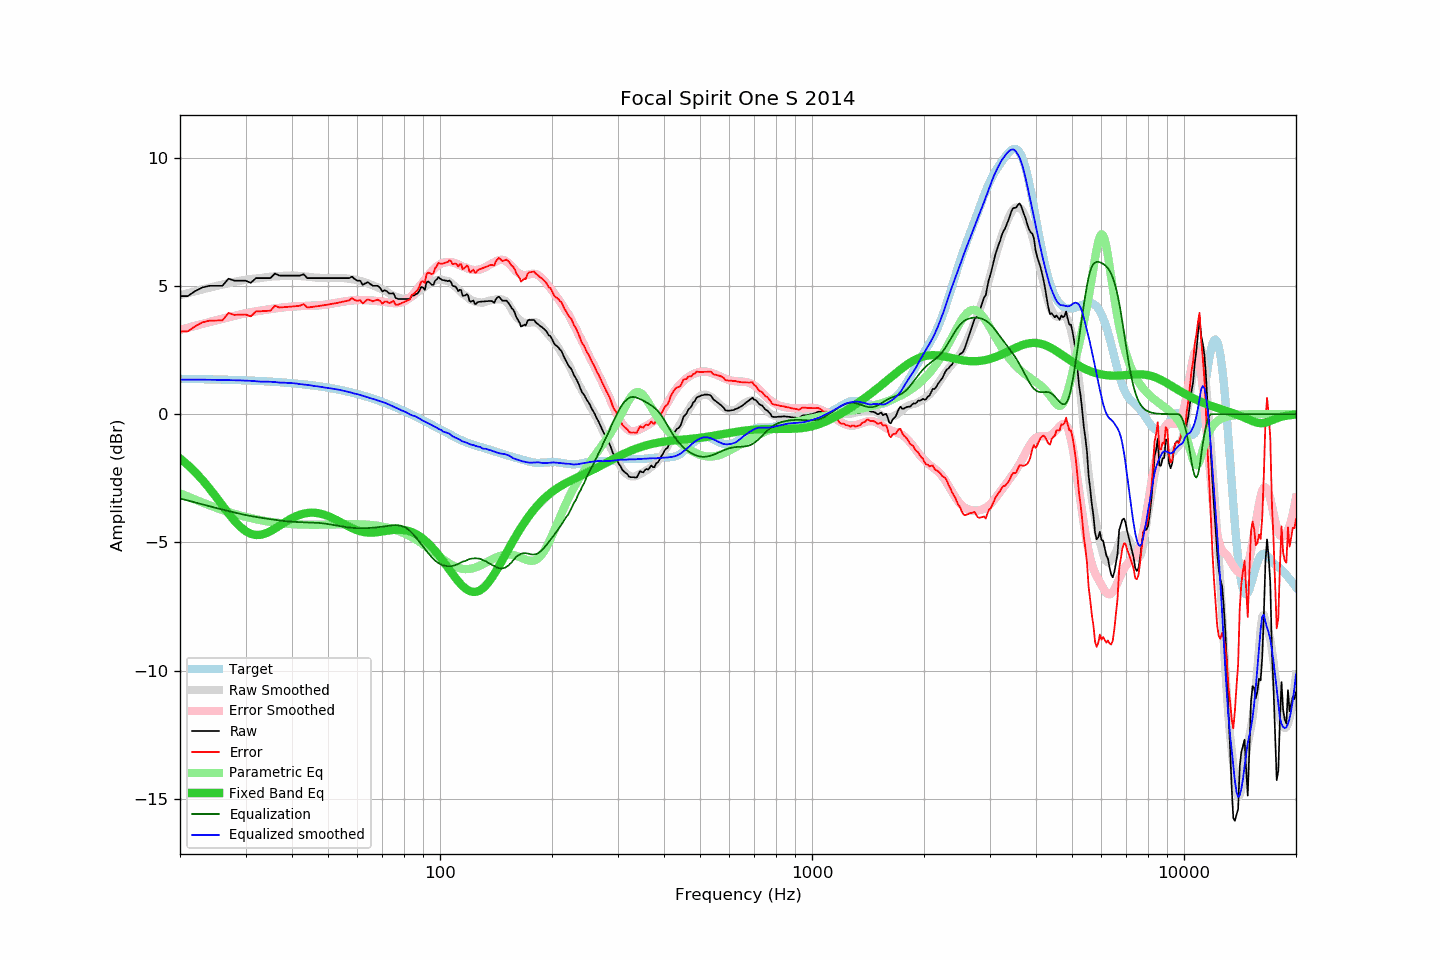 Focal Spirit One S 2014
10
5
0
−5
−10
−15
Amplitude (dBr)
Target
Raw Smoothed
Error Smoothed
Raw
Error
Parametric Eq
Fixed Band Eq
Equalization
Equalized smoothed
100
1000
10000
Frequency (Hz)